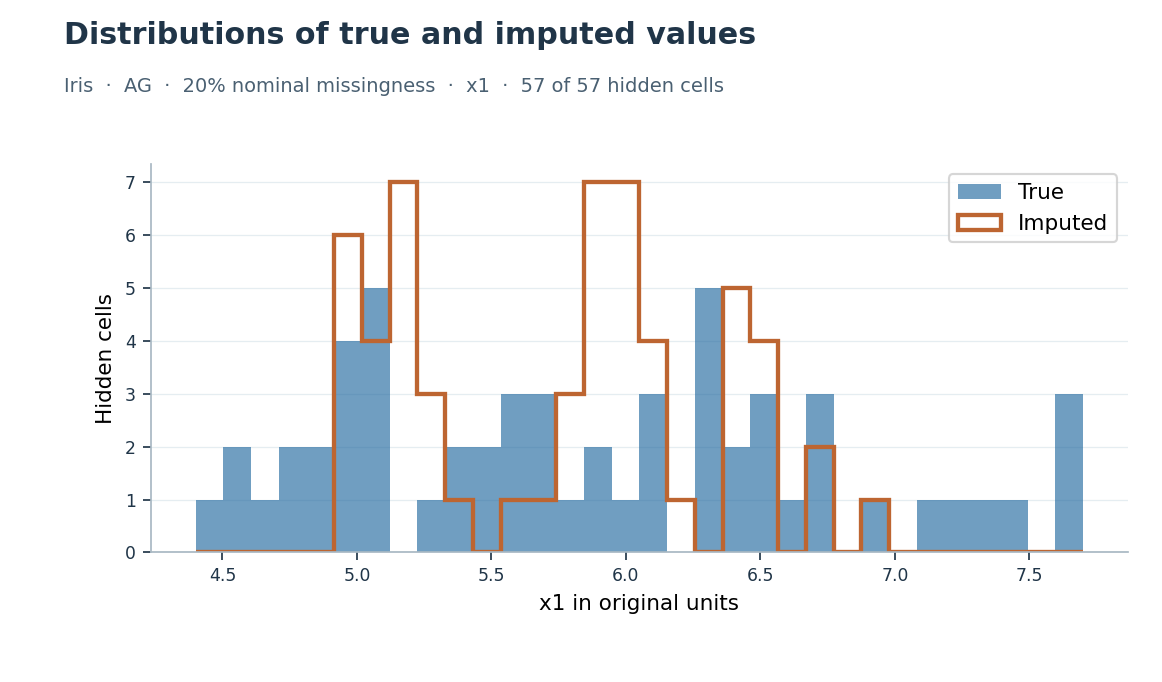 Distributions of true and imputed values
Iris · AG · 20% nominal missingness · x1 · 57 of 57 hidden cells
True
Imputed
Hidden cells
7
6
5
4
3
2
1
0
4.5 5.0 5.5 6.0 6.5 7.0 7.5
x1 in original units